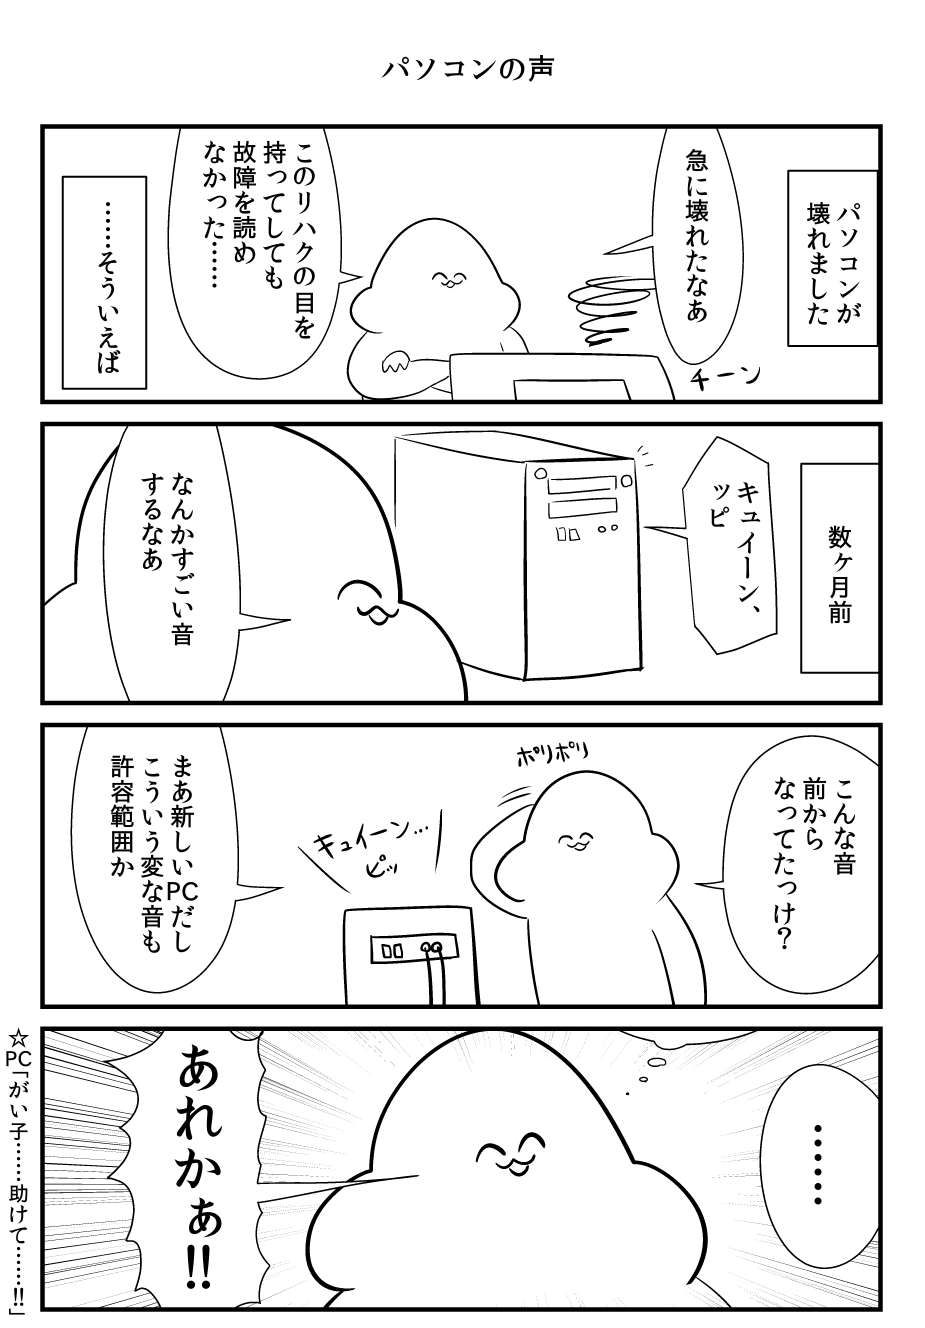 パソコンの声
パソコンが
壊れました
急に壊れたなあ
チーン
このリハクの目を
持ってしても
故障を読め
なかった……
……そういえば
数ヶ月前
キュイーン、
ッピ
なんかすごい音
するなあ
こんな音
前から
なってたっけ?
ポリポリ
キュイーン…
ピッ
まあ新しいPCだし
こういう変な音も
許容範囲か
……
あれかぁ!!
☆PC「がい子……助けて……!!」